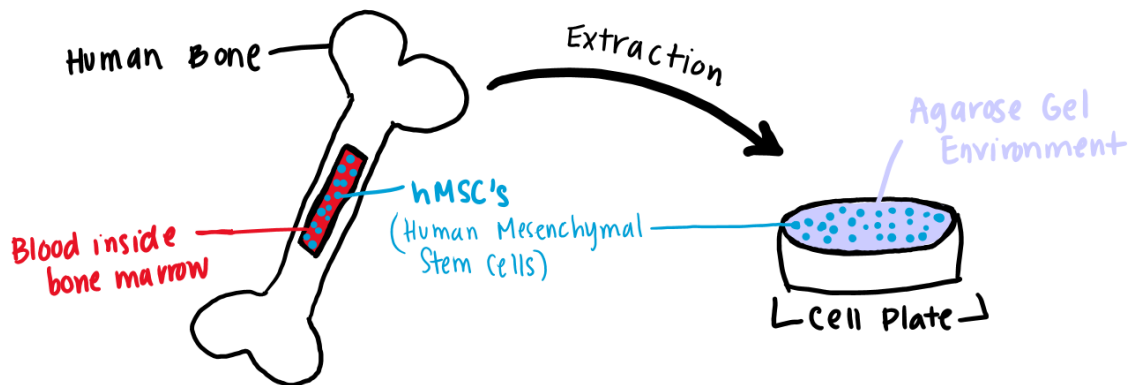 Human Bone
Extraction
Agarose Gel
Environment
hMSC's
(Human Mesenchymal
Stem Cells)
Blood inside
bone marrow
Cell Plate